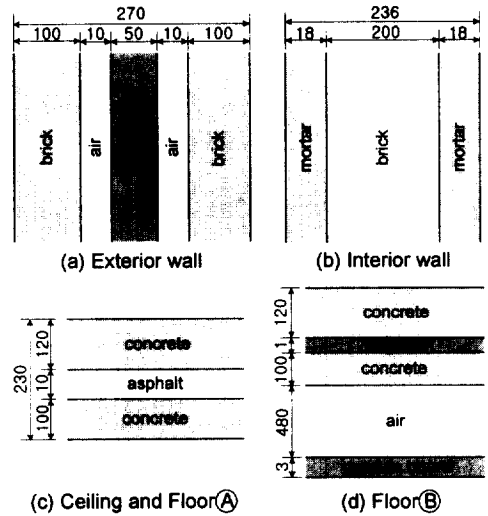 270
100 10 50 10 100
brick
air
air
brick
(a) Exterior wall
236
18 200 18
mortar
brick
mortar
(b) Interior wall
230
120
10
100
concrete
asphalt
concrete
(c) Ceiling and Floor Ⓐ
120
1
100
480
3
concrete
concrete
air
(d) Floor Ⓑ